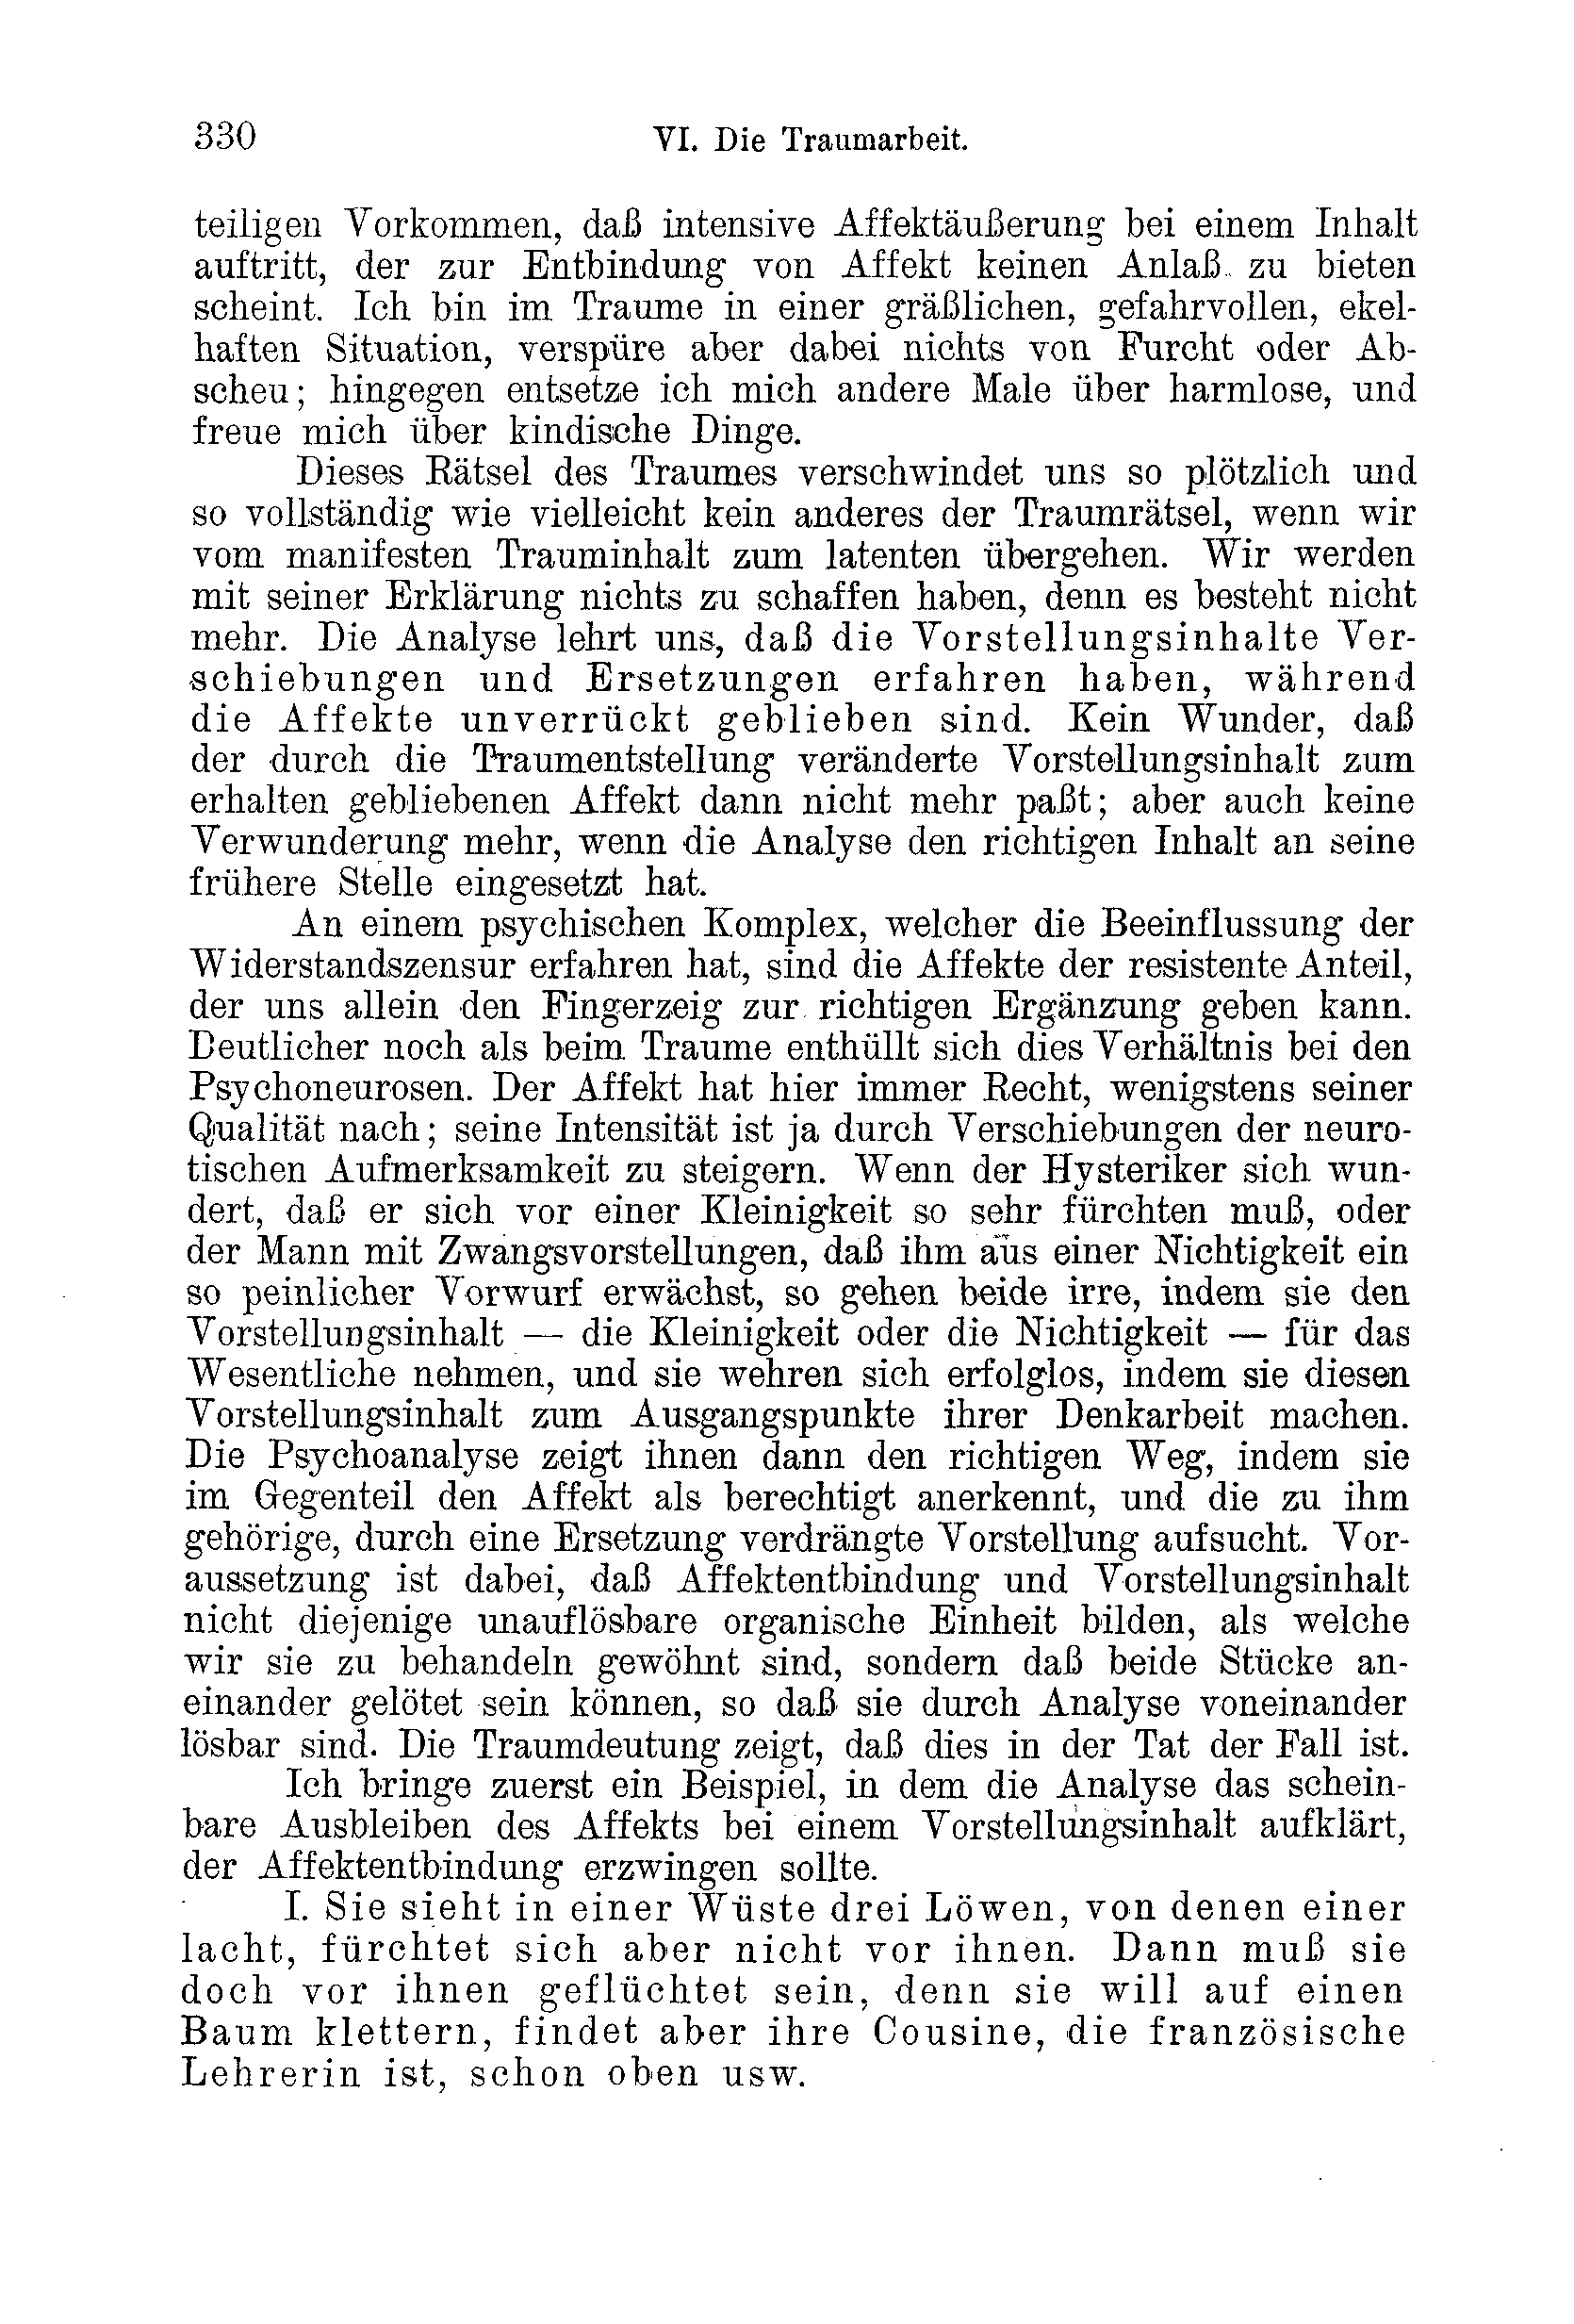 330
VI. Die Traumarbeit.
teiligen Vorkommen, daß intensive Affektäußerung bei einem Inhalt
auftritt, der zur Entbindung von Affekt keinen Anlaß zu bieten
scheint. Ich bin im Traume in einer gräßlichen, gefahrvollen, ekel-
haften Situation, verspüre aber dabei nichts von Furcht oder Ab-
scheu; hingegen entsetze ich mich andere Male über harmlose, und
freue mich über kindische Dinge.
Dieses Rätsel des Traumes verschwindet uns so plötzlich und
so vollständig wie vielleicht kein anderes der Traumrätsel, wenn wir
vom manifesten Trauminhalt zum latenten übergehen. Wir werden
mit seiner Erklärung nichts zu schaffen haben, denn es besteht nicht
mehr. Die Analyse lehrt uns, daß die Vorstellungsinhalte Ver-
schiebungen und Ersetzungen erfahren haben, während
die Affekte unverrückt geblieben sind. Kein Wunder, daß
der durch die Traumentstellung veränderte Vorstellungsinhalt zum
erhalten gebliebenen Affekt dann nicht mehr paßt; aber auch keine
Verwunderung mehr, wenn die Analyse den richtigen Inhalt an seine
frühere Stelle eingesetzt hat.
An einem psychischen Komplex, welcher die Beeinflussung der
Widerstandszensur erfahren hat, sind die Affekte der resistente Anteil,
der uns allein den Fingerzeig zur richtigen Ergänzung geben kann.
Deutlicher noch als beim Traume enthüllt sich dies Verhältnis bei den
Psychoneurosen. Der Affekt hat hier immer Recht, wenigstens seiner
Qualität nach; seine Intensität ist ja durch Verschiebungen der neuro-
tischen Aufmerksamkeit zu steigern. Wenn der Hysteriker sich wun-
dert, daß er sich vor einer Kleinigkeit so sehr fürchten muß, oder
der Mann mit Zwangsvorstellungen, daß ihm aus einer Nichtigkeit ein
so peinlicher Vorwurf erwächst, so gehen beide irre, indem sie den
Vorstellungsinhalt — die Kleinigkeit oder die Nichtigkeit — für das
Wesentliche nehmen, und sie wehren sich erfolglos, indem sie diesen
Vorstellungsinhalt zum Ausgangspunkte ihrer Denkarbeit machen.
Die Psychoanalyse zeigt ihnen dann den richtigen Weg, indem sie
im Gegenteil den Affekt als berechtigt anerkennt, und die zu ihm
gehörige, durch eine Ersetzung verdrängte Vorstellung aufsucht. Vor-
aussetzung ist dabei, daß Affektentbindung und Vorstellungsinhalt
nicht diejenige unauflösbare organische Einheit bilden, als welche
wir sie zu behandeln gewöhnt sind, sondern daß beide Stücke an-
einander gelötet sein können, so daß sie durch Analyse voneinander
lösbar sind. Die Traumdeutung zeigt, daß dies in der Tat der Fall ist.
Ich bringe zuerst ein Beispiel, in dem die Analyse das schein-
bare Ausbleiben des Affekts bei einem Vorstellungsinhalt aufklärt,
der Affektentbindung erzwingen sollte.
I. Sie sieht in einer Wüste drei Löwen, von denen einer
lacht, fürchtet sich aber nicht vor ihnen. Dann muß sie
doch vor ihnen geflüchtet sein, denn sie will auf einen
Baum klettern, findet aber ihre Cousine, die französische
Lehrerin ist, schon oben usw.